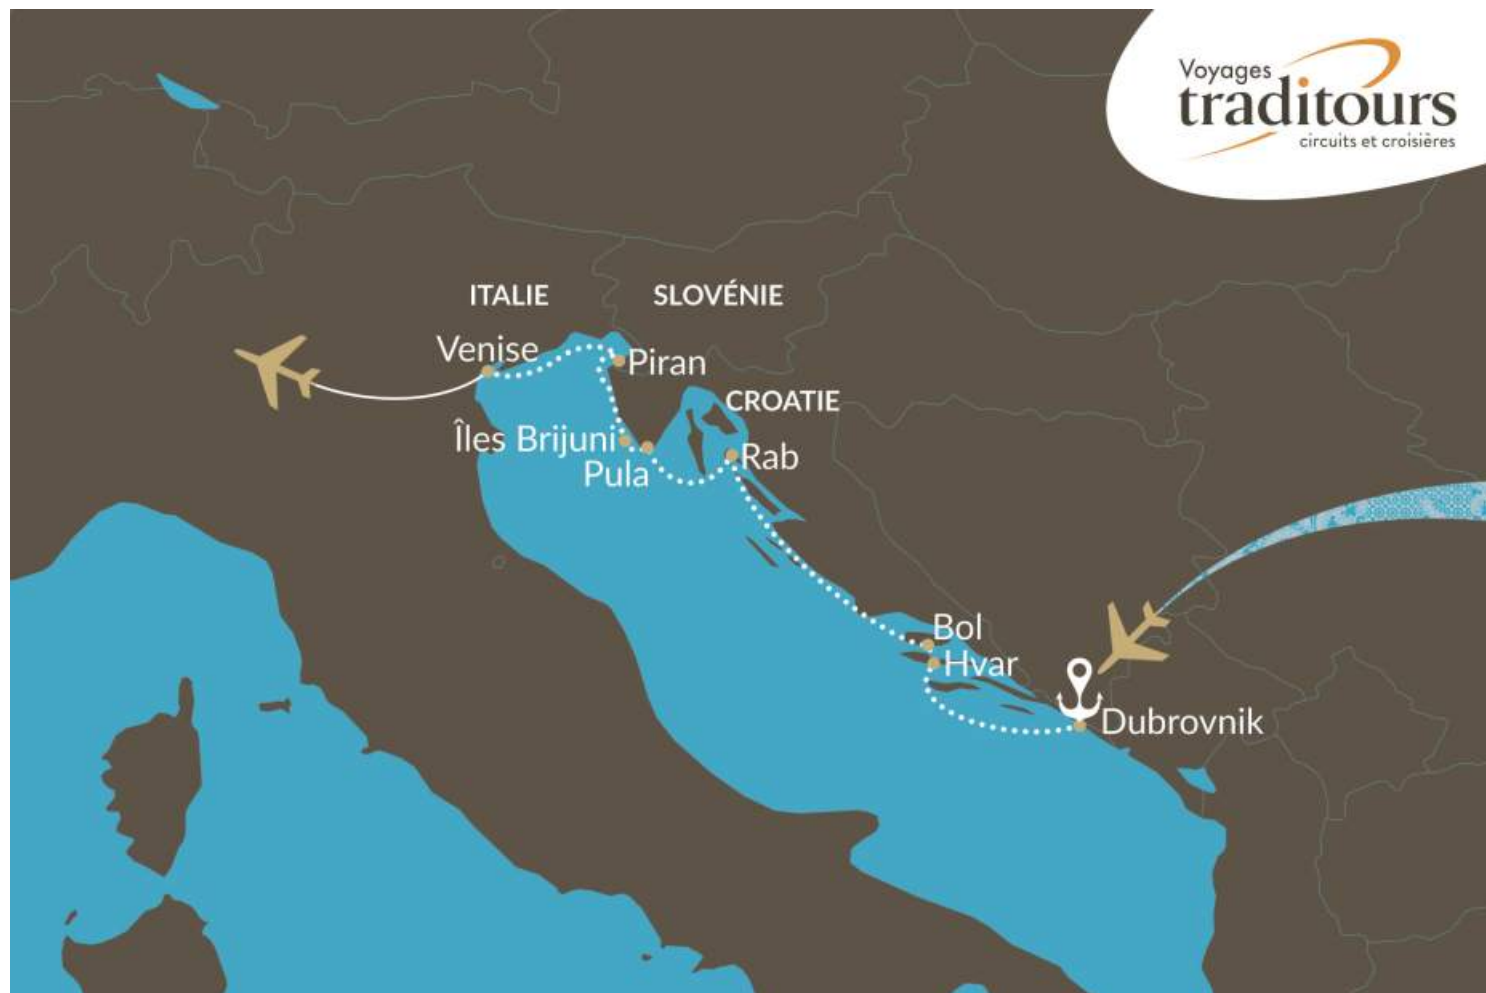 Voyages
traditours
circuits et croisières
ITALIE
SLOVÉNIE
Venise
Piran
CROATIE
Îles Brijuni
Rab
Pula
Bol
Hvar
Dubrovnik